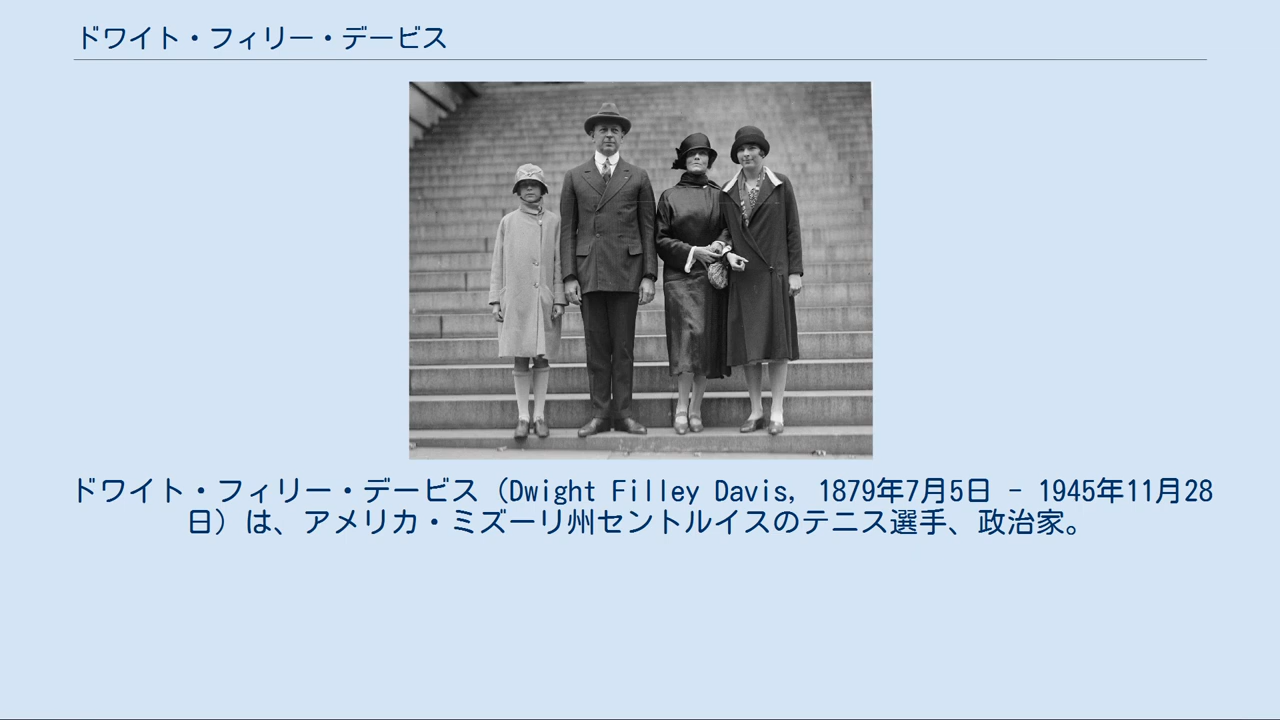 ドワイト・フィリー・デービス
ドワイト・フィリー・デービス（Dwight Filley Davis, 1879年7月5日 - 1945年11月28
日）は、アメリカ・ミズーリ州セントルイスのテニス選手、政治家。